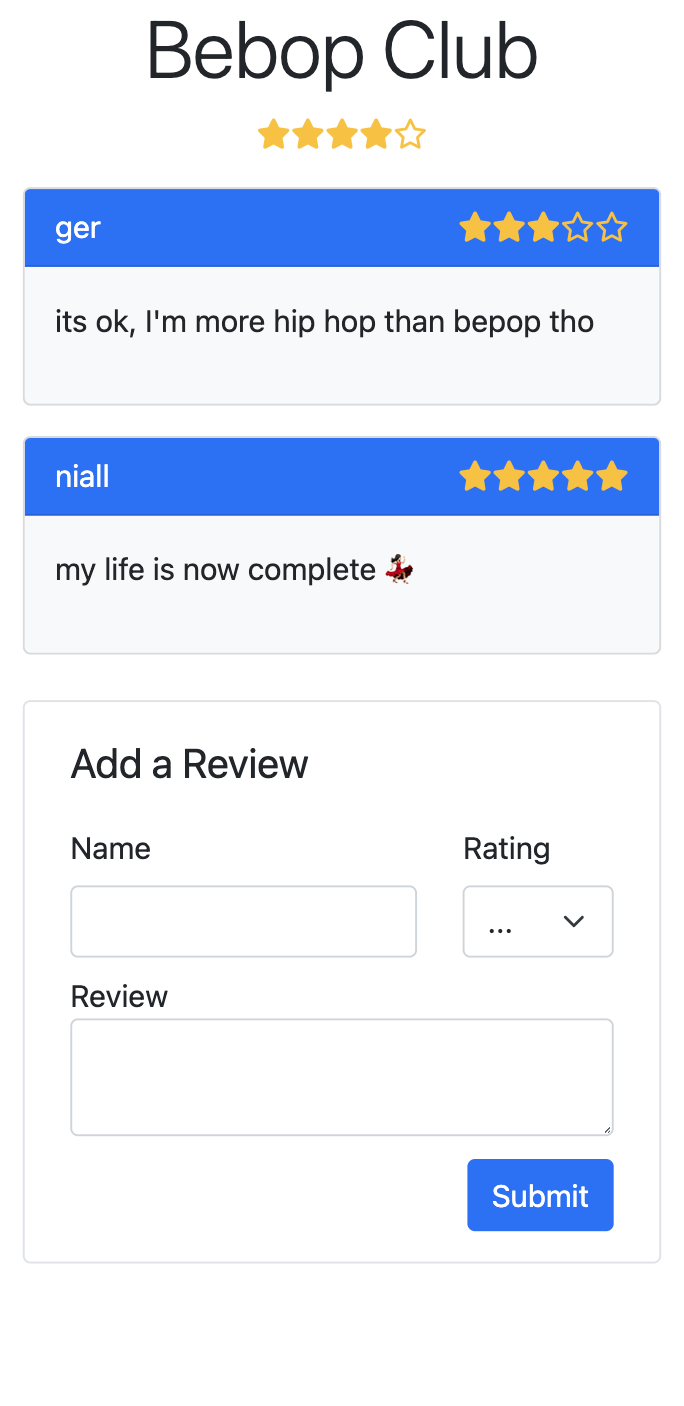 Bebop Club
ger
its ok, I'm more hip hop than bepop tho
niall
my life is now complete 💃🏻
Add a Review
Name
Rating
...
Review
Submit